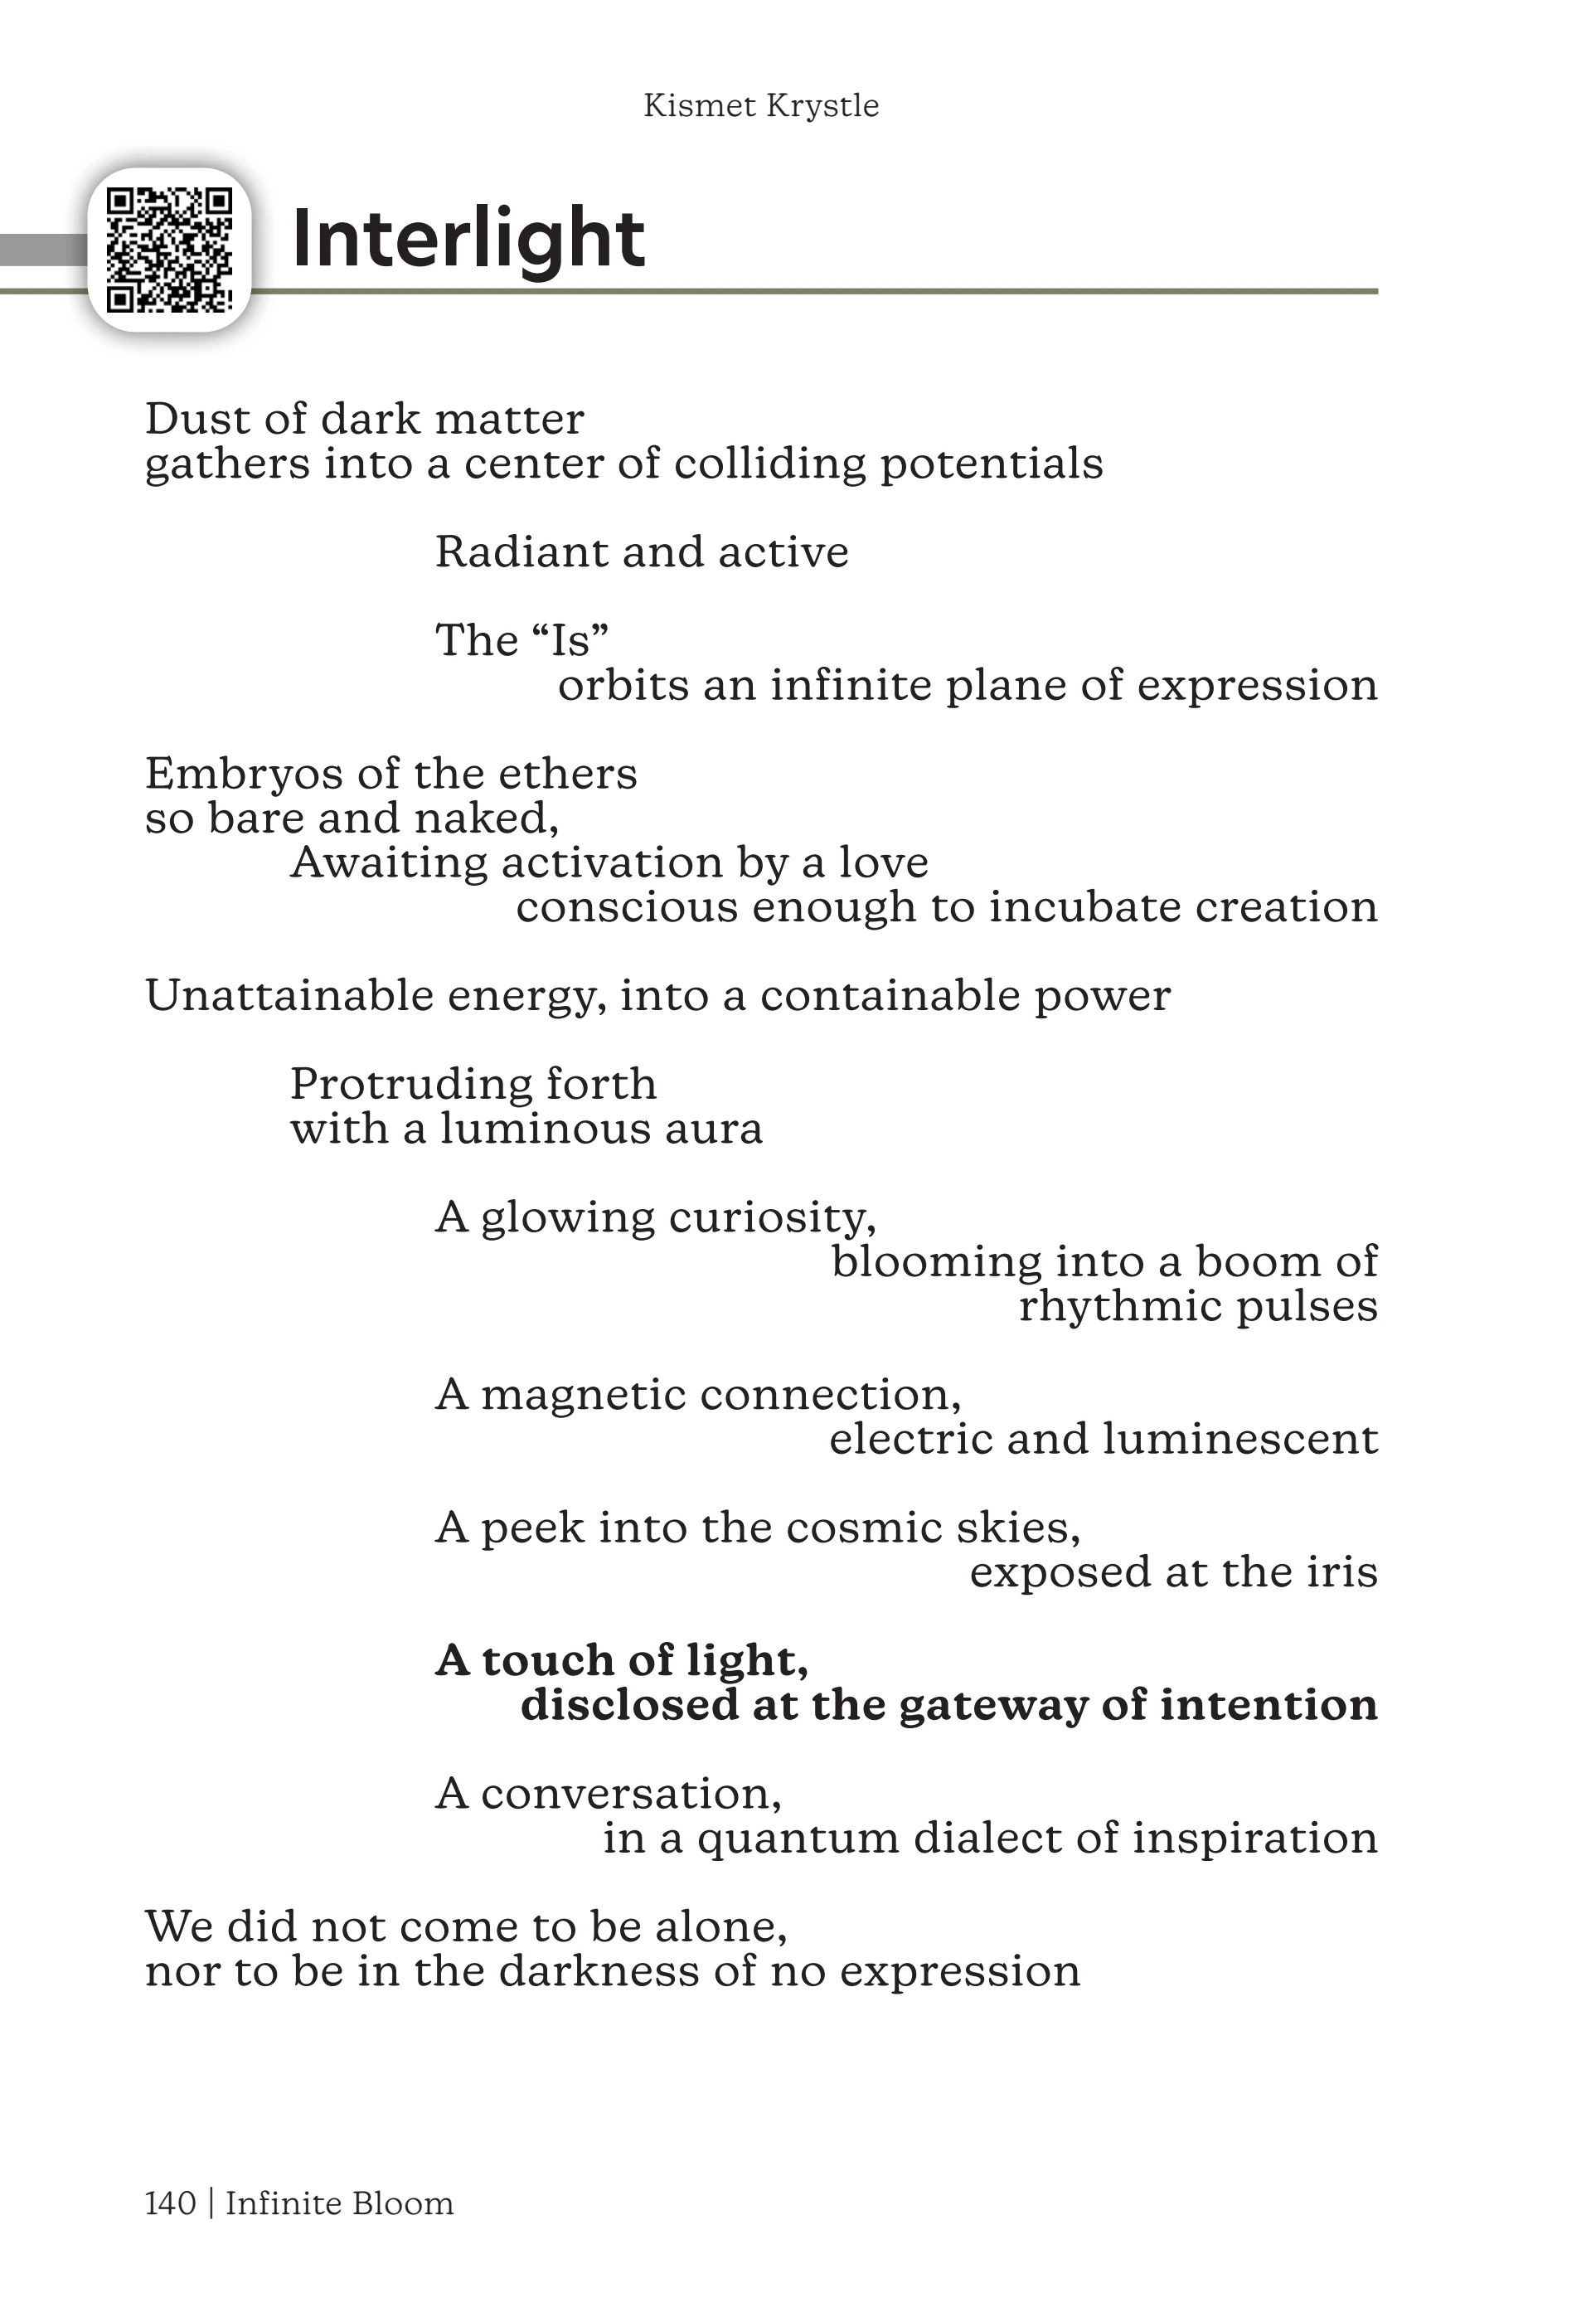 Kismet Krystle
Interlight
Dust of dark matter
gathers into a center of colliding potentials
Radiant and active
The “Is”
orbits an infinite plane of expression
Embryos of the ethers
so bare and naked,
Awaiting activation by a love
conscious enough to incubate creation
Unattainable energy, into a containable power
Protruding forth
with a luminous aura
A glowing curiosity,
blooming into a boom of
rhythmic pulses
A magnetic connection,
electric and luminescent
A peek into the cosmic skies,
exposed at the iris
A touch of light,
disclosed at the gateway of intention
A conversation,
in a quantum dialect of inspiration
We did not come to be alone,
nor to be in the darkness of no expression
140 | Infinite Bloom